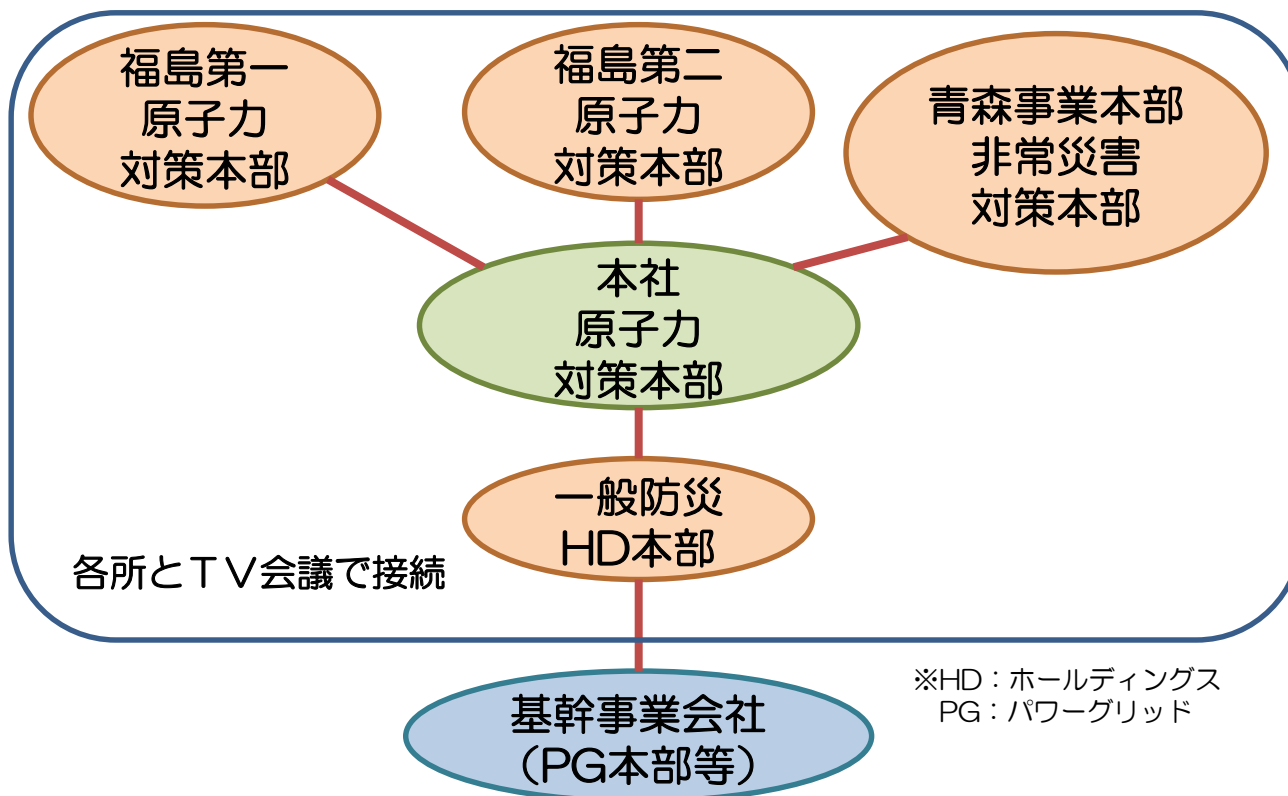 福島第一
原子力
対策本部
福島第二
原子力
対策本部
青森事業本部
非常災害
対策本部
本社
原子力
対策本部
一般防災
HD本部
各所とＴＶ会議で接続
基幹事業会社
（PG本部等）
※HD：ホールディングス
PG：パワーグリッド